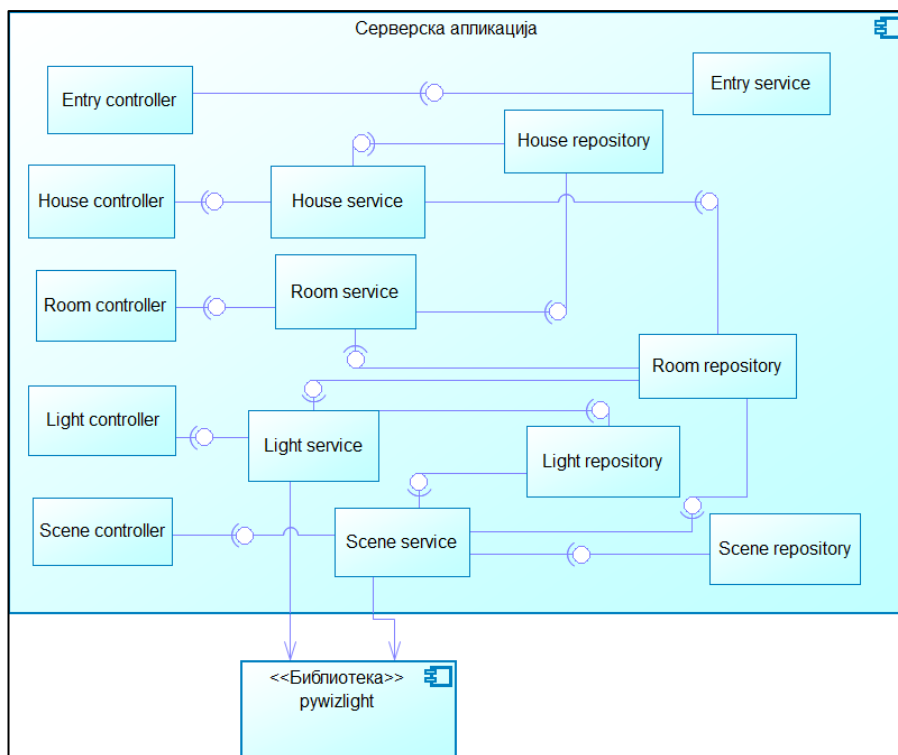 Серверска апликација
Entry controller
Entry service
House repository
House controller
House service
Room controller
Room service
Room repository
Light controller
Light service
Light repository
Scene controller
Scene service
Scene repository
<<Библиотека>>
pywizlight